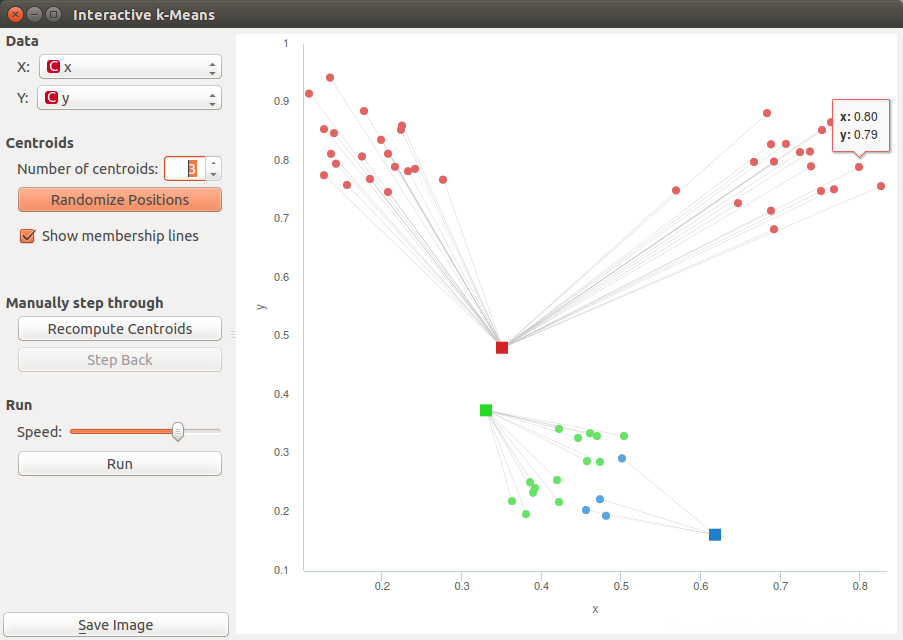 Interactive k-Means
Data
X: C x
Y: C y
Centroids
Number of centroids: 3
Randomize Positions
Show membership lines
Manually step through
Recompute Centroids
Step Back
Run
Speed:
Run
Save Image
1
0.9
0.8
0.7
0.6
0.5
0.4
0.3
0.2
0.1
y
x: 0.80
y: 0.79
0.2 0.3 0.4 0.5 0.6 0.7 0.8
x